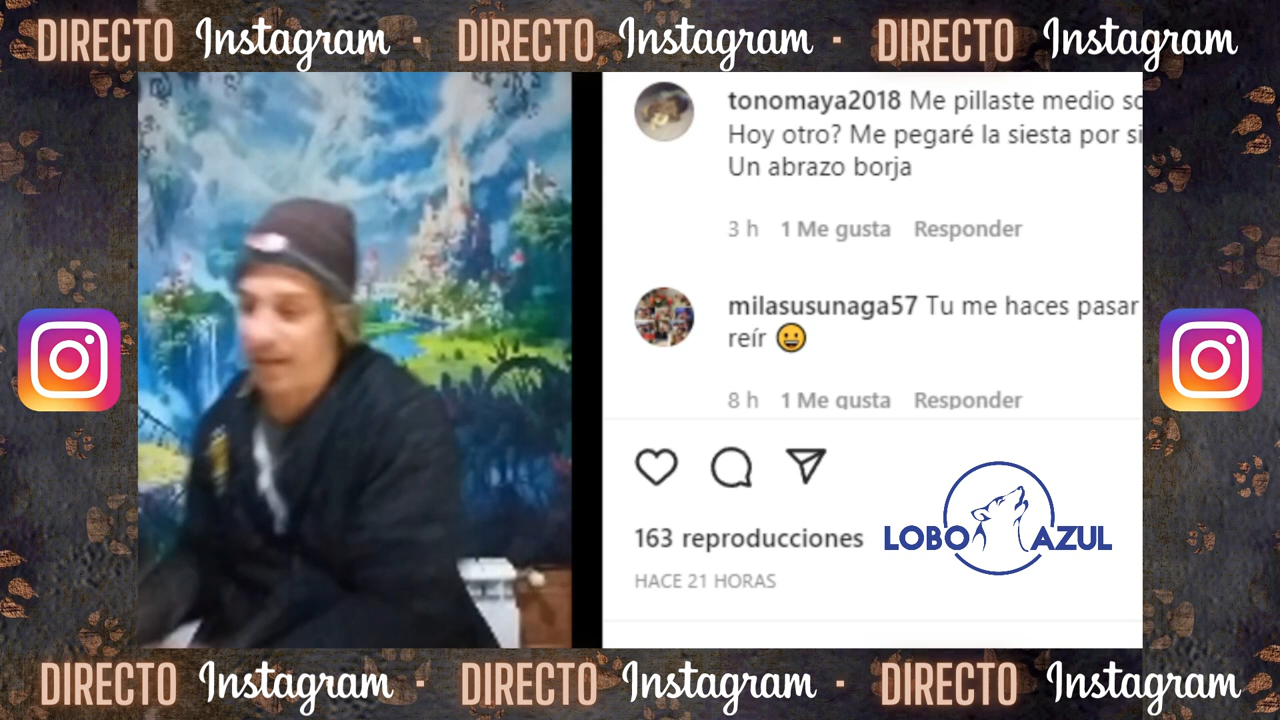 DIRECTO Instagram · DIRECTO Instagram · DIRECTO Instagram
tonomaya2018 Me pillaste medio
Hoy otro? Me pegaré la siesta por
Un abrazo borja
3 h 1 Me gusta Responder
milasusunaga57 Tu me haces pasar
reír 😀
8 h 1 Me gusta Responder
163 reproducciones
LOBO AZUL
HACE 21 HORAS
DIRECTO Instagram · DIRECTO Instagram · DIRECTO Instagram